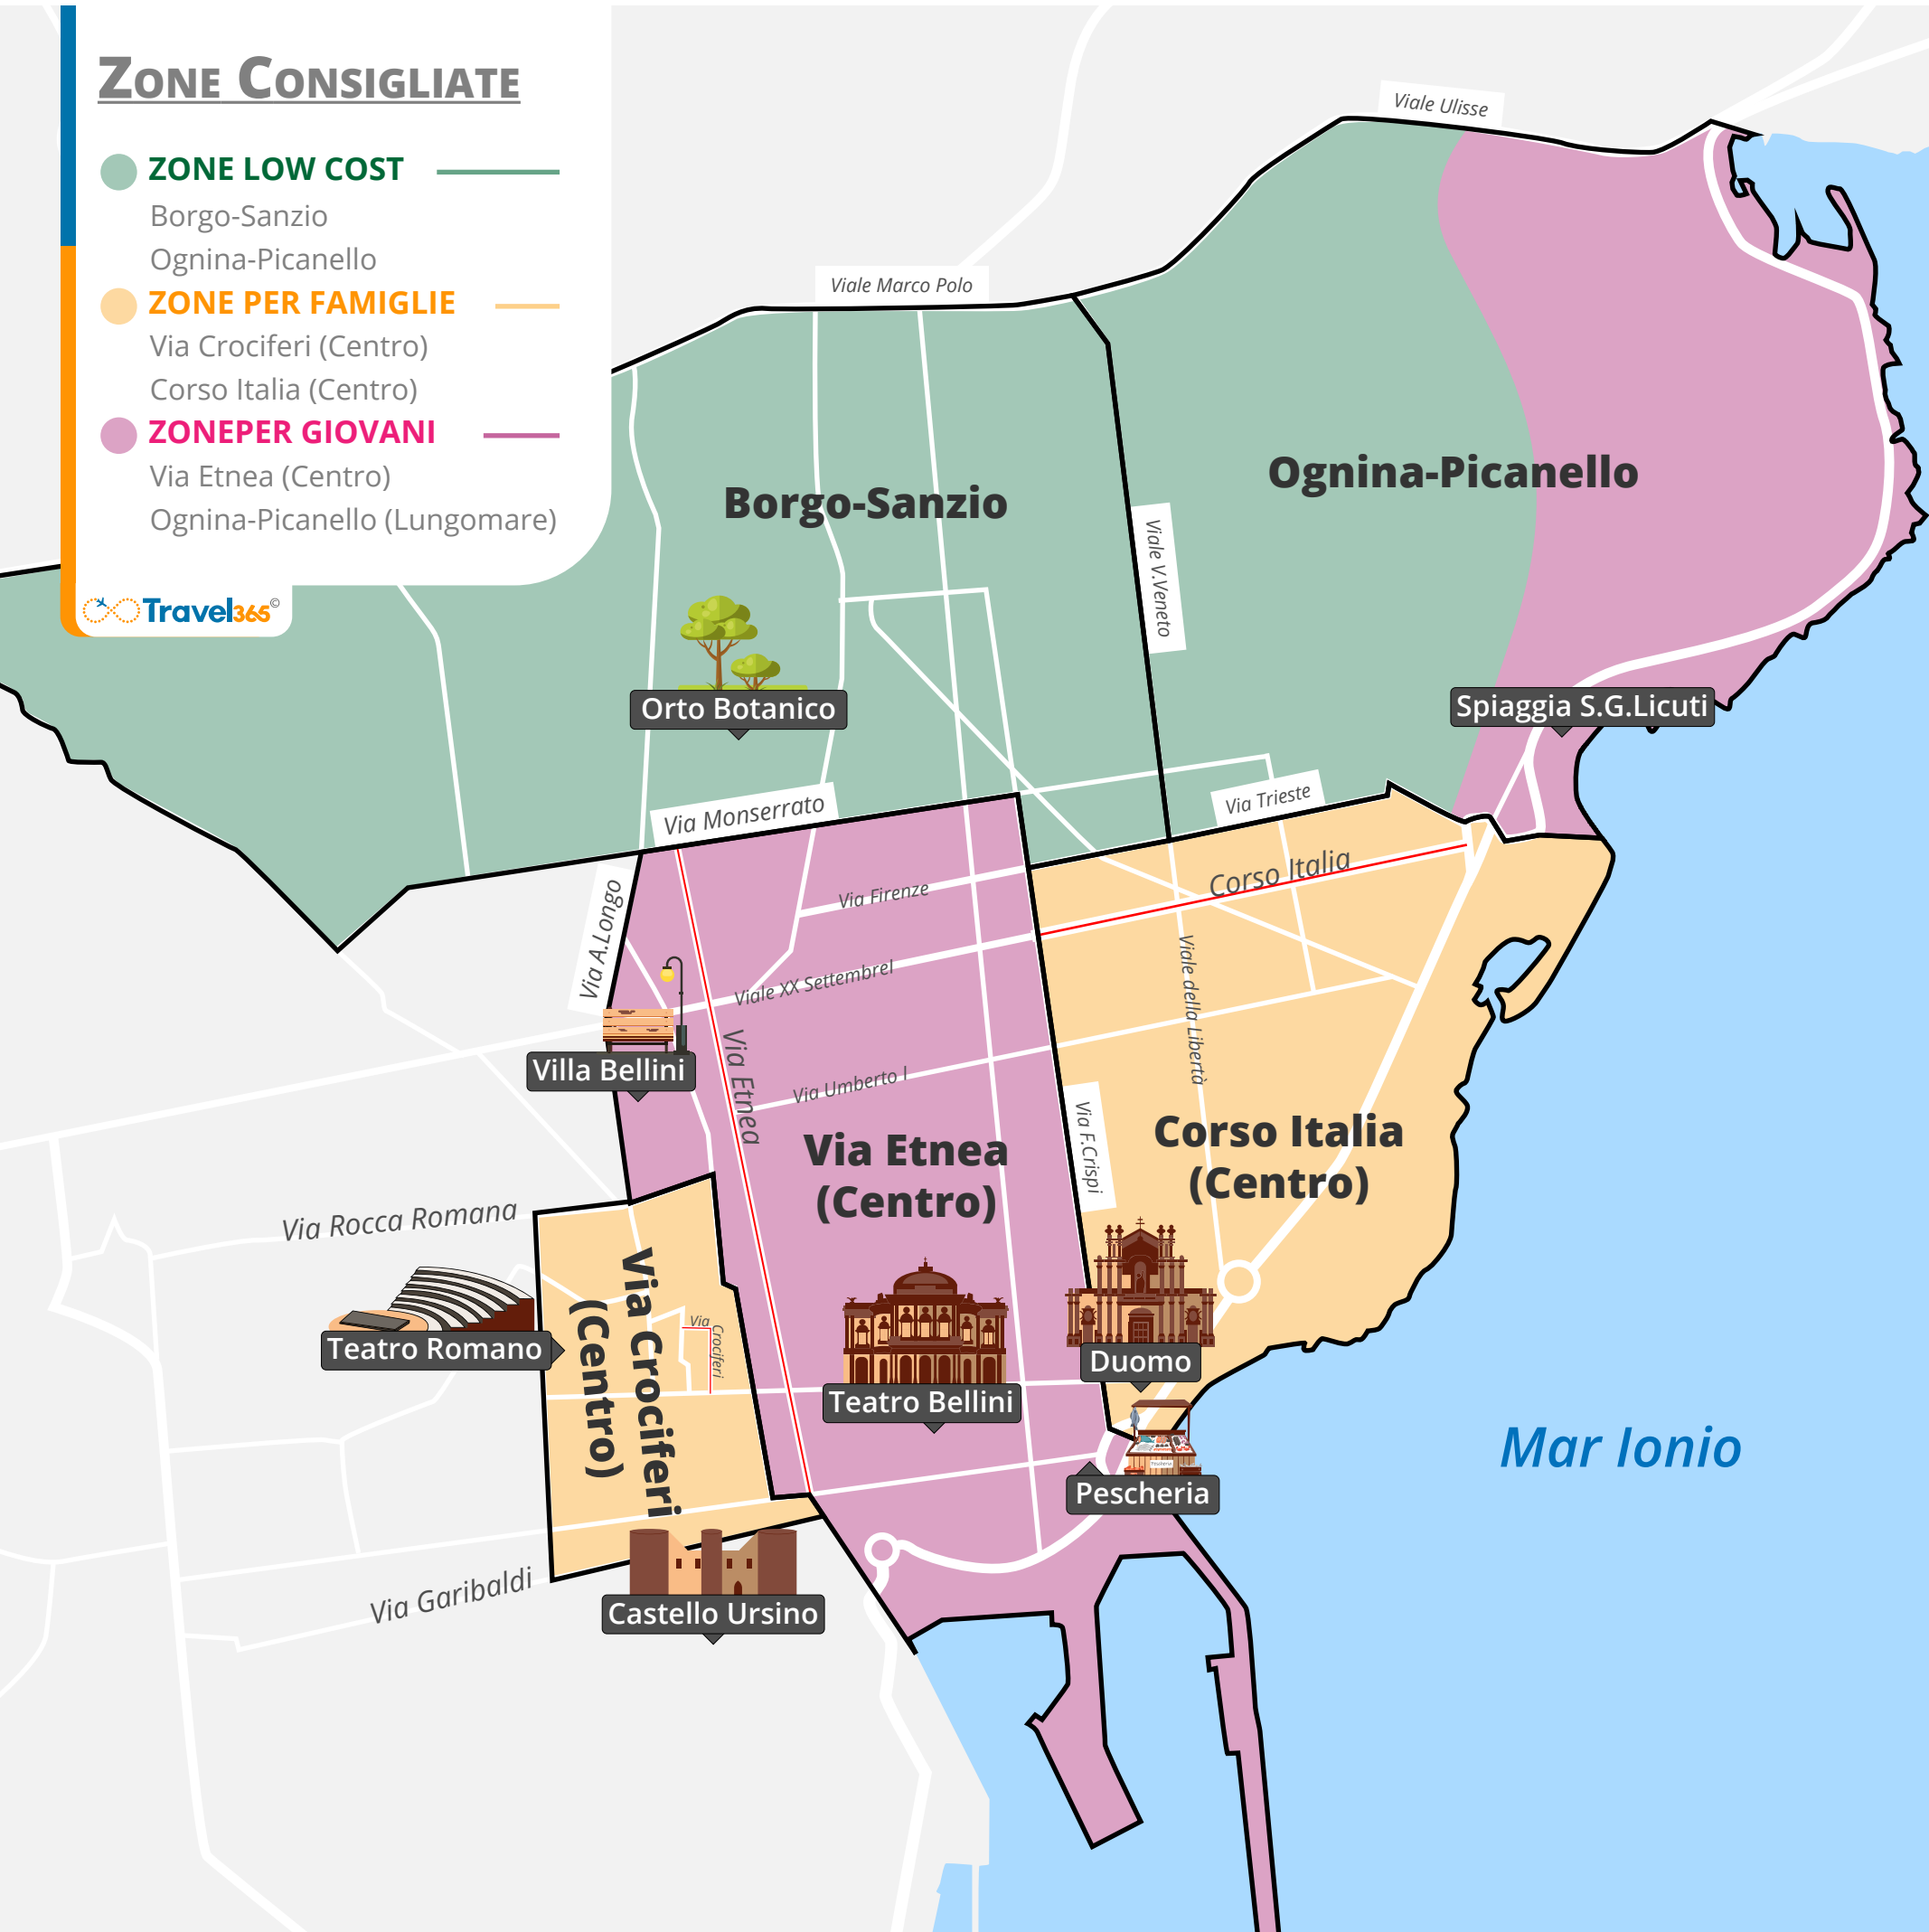 ZONE CONSIGLIATE
ZONE LOW COST
Borgo-Sanzio
Ognina-Picanello
ZONE PER FAMIGLIE
Via Crociferi (Centro)
Corso Italia (Centro)
ZONEPER GIOVANI
Via Etnea (Centro)
Ognina-Picanello (Lungomare)
Travel365©
Viale Ulisse
Viale Marco Polo
Ognina-Picanello
Borgo-Sanzio
Viale V.Veneto
Orto Botanico
Spiaggia S.G.Licuti
Via Monserrato
Via Trieste
Corso Italia
Via Firenze
Via A.Longo
Viale XX Settembrel
Viale della Libertà
Villa Bellini
Via Etnea
Via Umberto I
Via F.Crispi
Via Etnea
(Centro)
Corso Italia
(Centro)
Via Rocca Romana
Via Crociferi
(Centro)
Via
Crociferi
Teatro Romano
Teatro Bellini
Duomo
Pescheria
Mar Ionio
Via Garibaldi
Castello Ursino